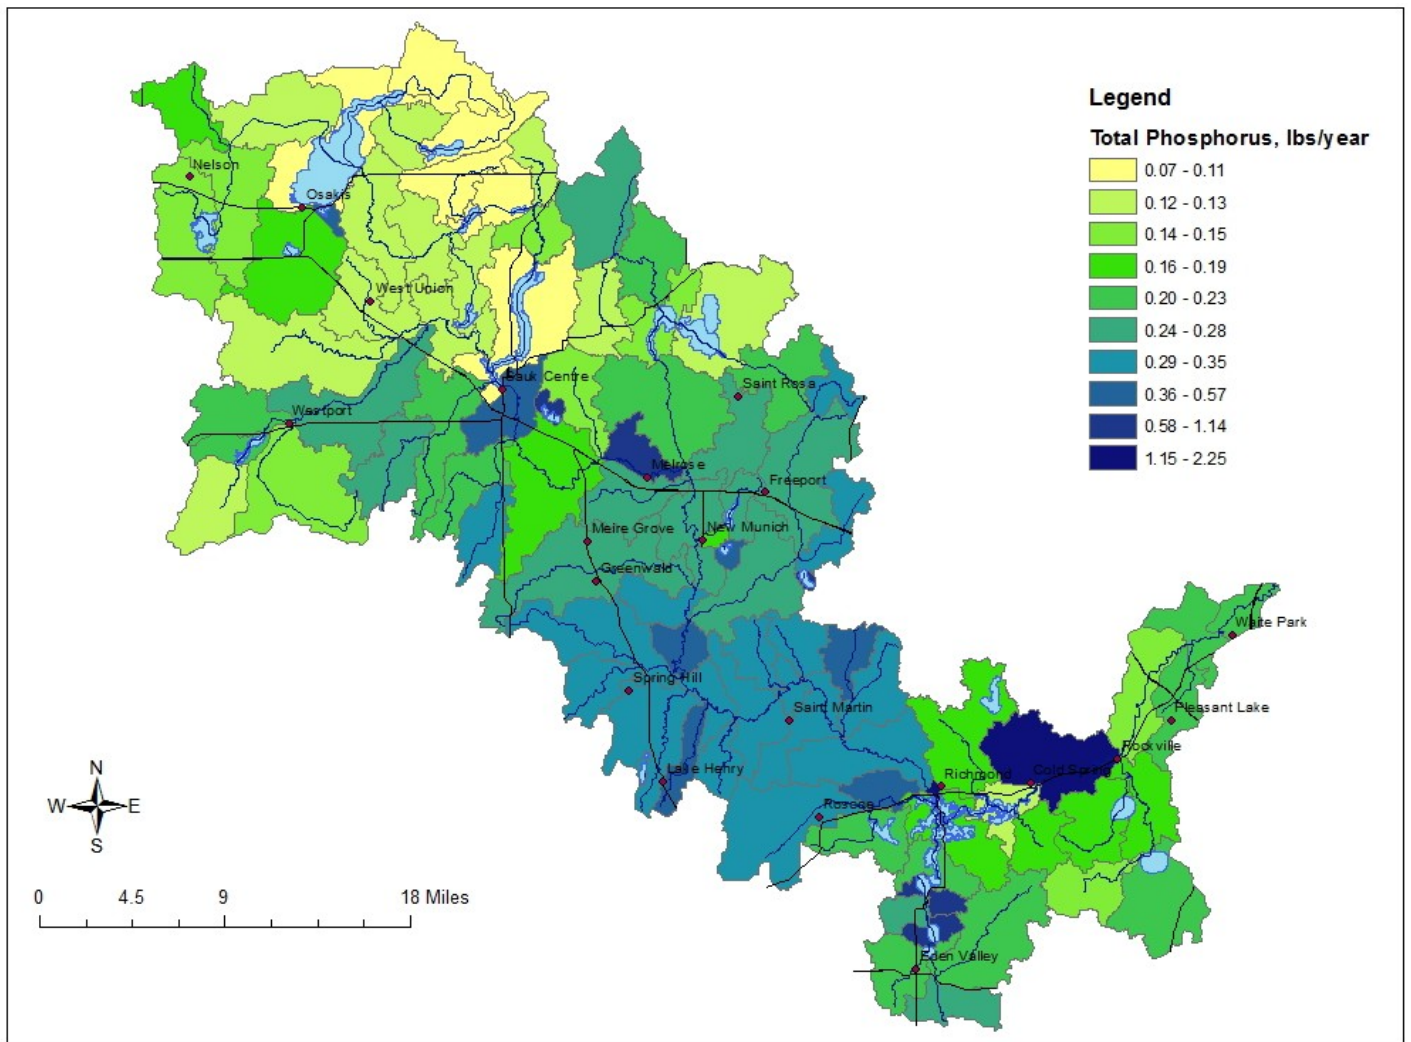 Legend
Total Phosphorus, lbs/year
0.07 - 0.11
0.12 - 0.13
0.14 - 0.15
0.16 - 0.19
0.20 - 0.23
0.24 - 0.28
0.29 - 0.35
0.36 - 0.57
0.58 - 1.14
1.15 - 2.25
Nelson
Osakis
West Union
Sauk Centre
Saint Rosa
Westport
Melrose
Freeport
Meire Grove
New Munich
Greenwald
Waite Park
Spring Hill
Saint Martin
Pleasant Lake
Rockville
Lake Henry
Richmond
Cold Spring
Roscoe
Eden Valley
N
W E
S
0 4.5 9 18 Miles